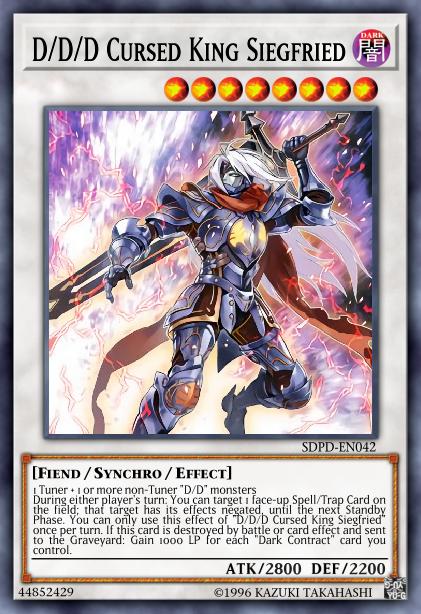 D/D/D Cursed King Siegfried
DARK
闇
SDPD-EN042
[Fiend / Synchro / Effect]
1 Tuner + 1 or more non-Tuner "D/D" monsters
During either player's turn: You can target 1 face-up Spell/Trap Card on
the field; that target has its effects negated, until the next Standby
Phase. You can only use this effect of "D/D/D Cursed King Siegfried"
once per turn. If this card is destroyed by battle or card effect and sent
to the Graveyard: Gain 1000 LP for each "Dark Contract" card you
control.
ATK/2800 DEF/2200
44852429
©1996 KAZUKI TAKAHASHI